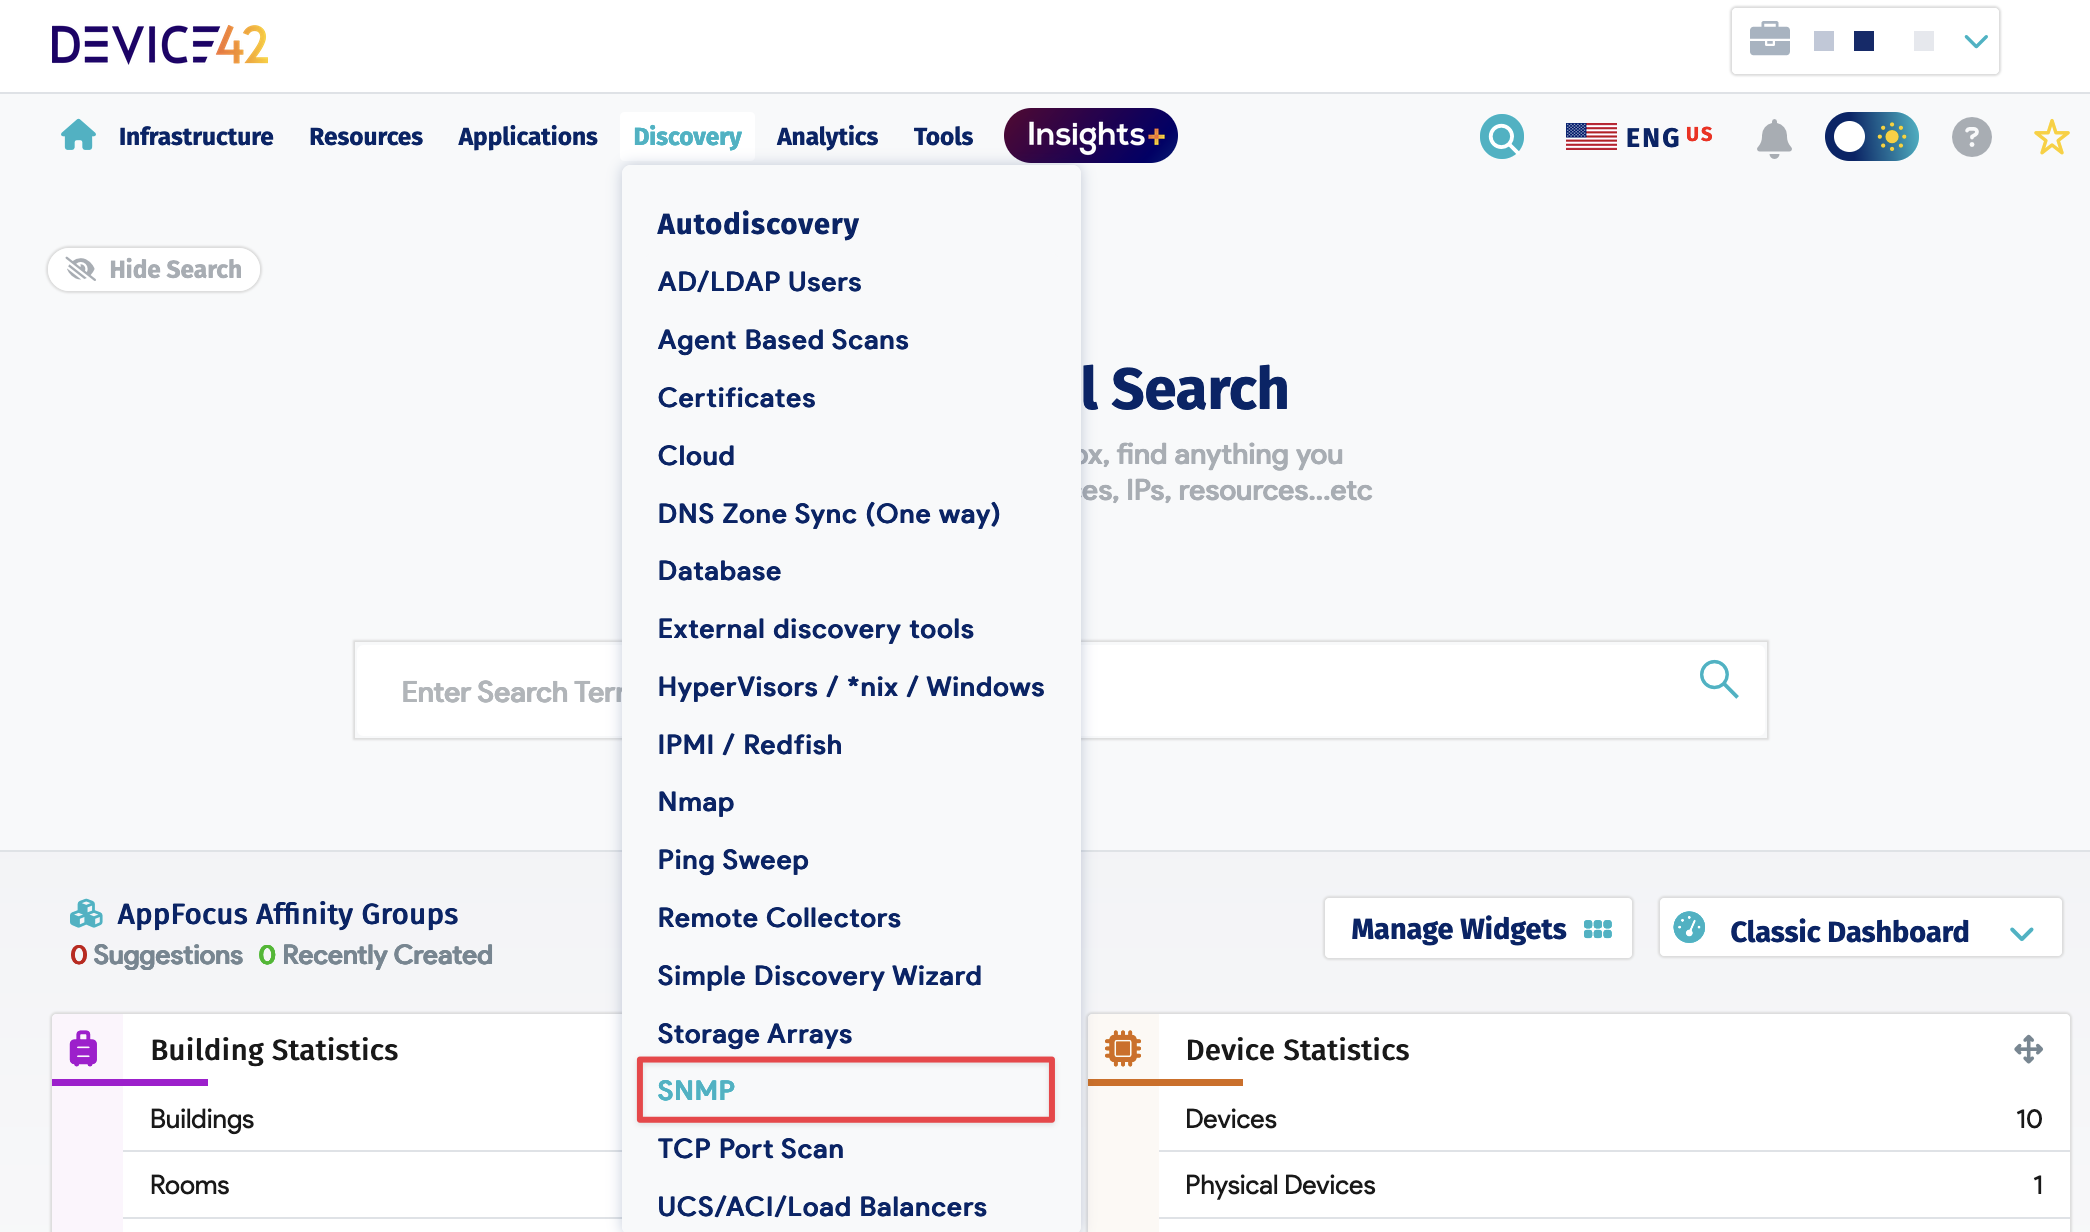 DEVICE42
Infrastructure Resources Applications Discovery Analytics Tools Insights+ ENG US ?
Hide Search
Autodiscovery
AD/LDAP Users
Agent Based Scans
Certificates
Cloud
DNS Zone Sync (One way)
Database
External discovery tools
HyperVisors / *nix / Windows
IPMI / Redfish
Nmap
Ping Sweep
Remote Collectors
Simple Discovery Wizard
Storage Arrays
SNMP
TCP Port Scan
UCS/ACI/Load Balancers
l Search
ox, find anything you
es, IPs, resources...etc
Enter Search Ter
AppFocus Affinity Groups
0 Suggestions 0 Recently Created
Manage Widgets
Classic Dashboard
Building Statistics
Buildings
Rooms
Device Statistics
Devices 10
Physical Devices 1